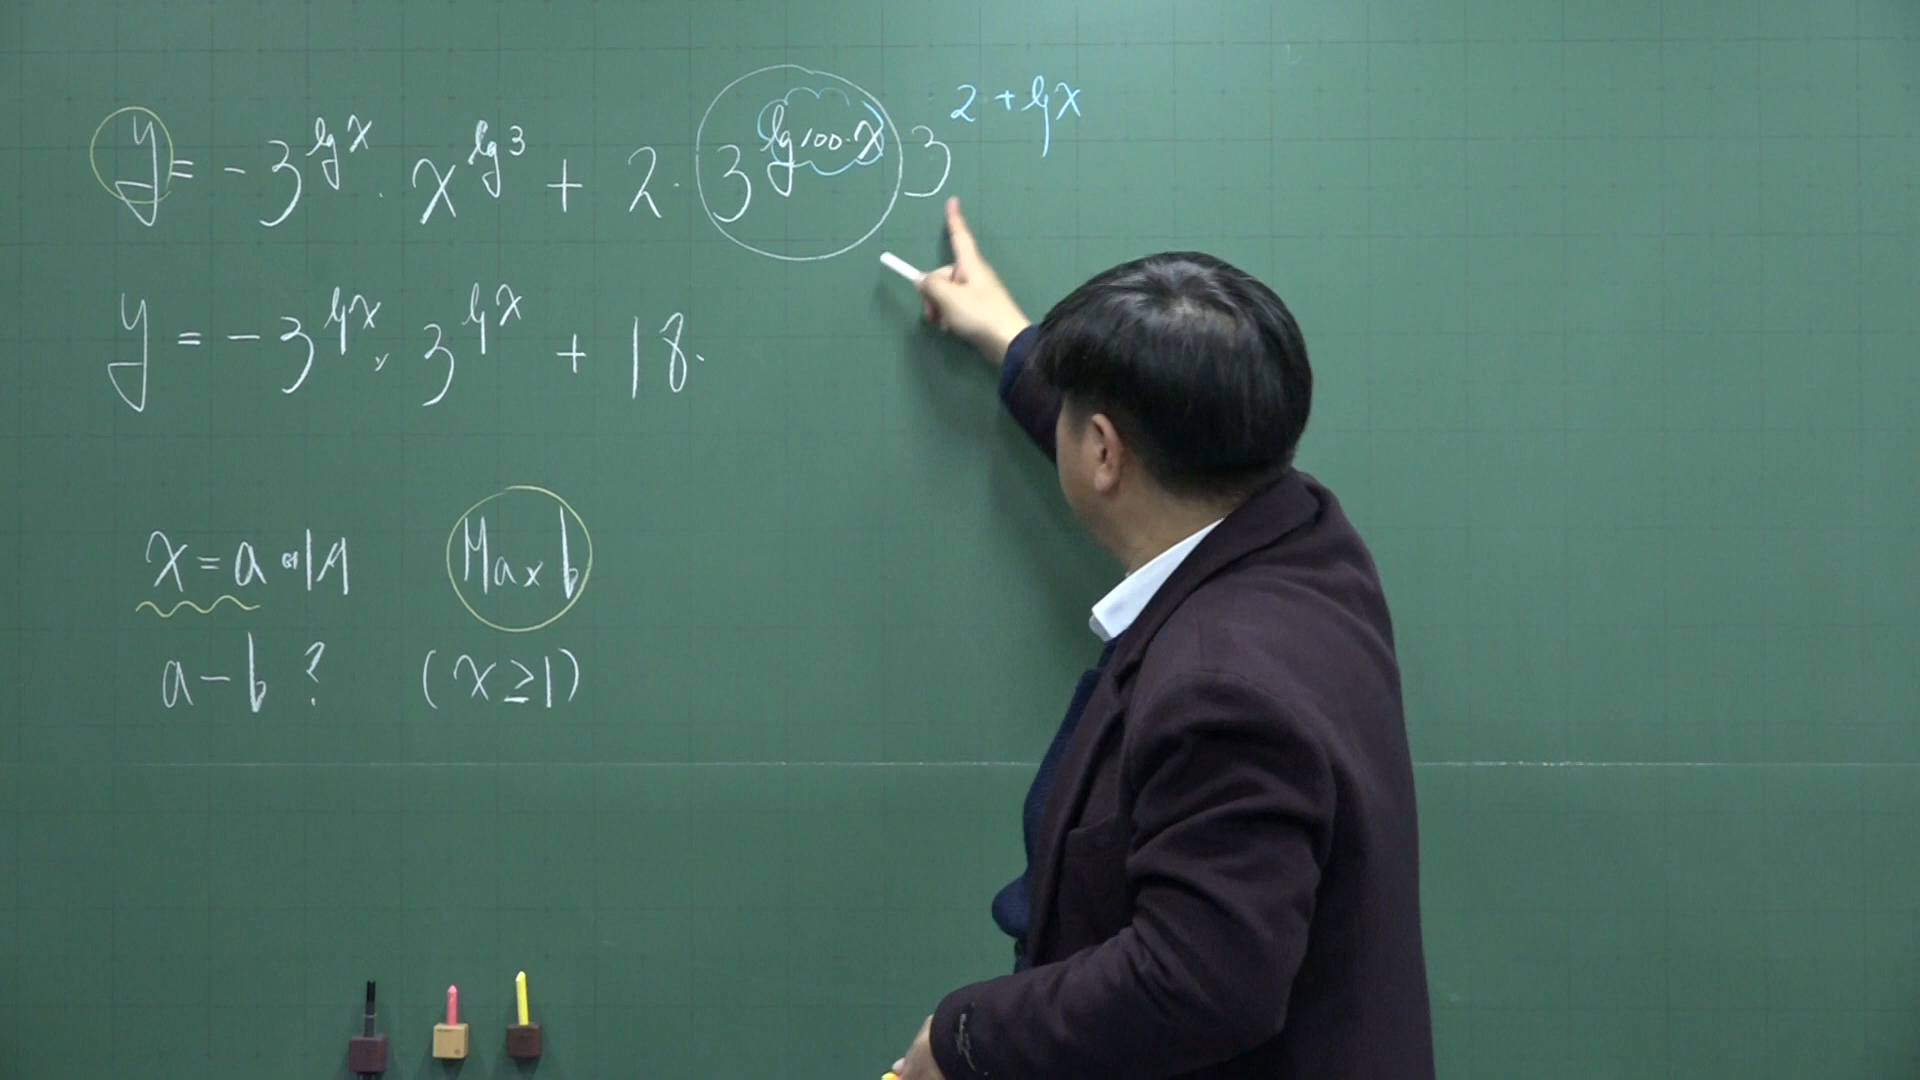 y = -3^{lg x} · x^{lg 3} + 2 · 3^{lg 100·x} 3^{2+lg x}
y = -3^{lg x} × 3^{lg x} + 18·
x = a 에서 Max b
a - b ? (x ≥ 1)